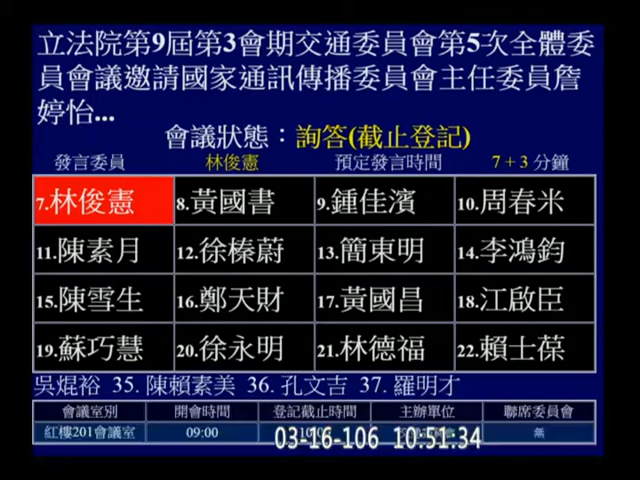 立法院第9屆第3會期交通委員會第5次全體委
員會議邀請國家通訊傳播委員會主任委員詹
婷怡...
會議狀態：詢答(截止登記)
發言委員 林俊憲 預定發言時間 7 + 3 分鐘
7.林俊憲 8.黃國書 9.鍾佳濱 10.周春米
11.陳素月 12.徐榛蔚 13.簡東明 14.李鴻鈞
15.陳雪生 16.鄭天財 17.黃國昌 18.江啟臣
19.蘇巧慧 20.徐永明 21.林德福 22.賴士葆
吳焜裕 35. 陳賴素美 36. 孔文吉 37. 羅明才
會議室別 開會時間 登記截止時間 主辦單位 聯席委員會
紅樓201會議室 09:00 無
03-16-106 10:51:34